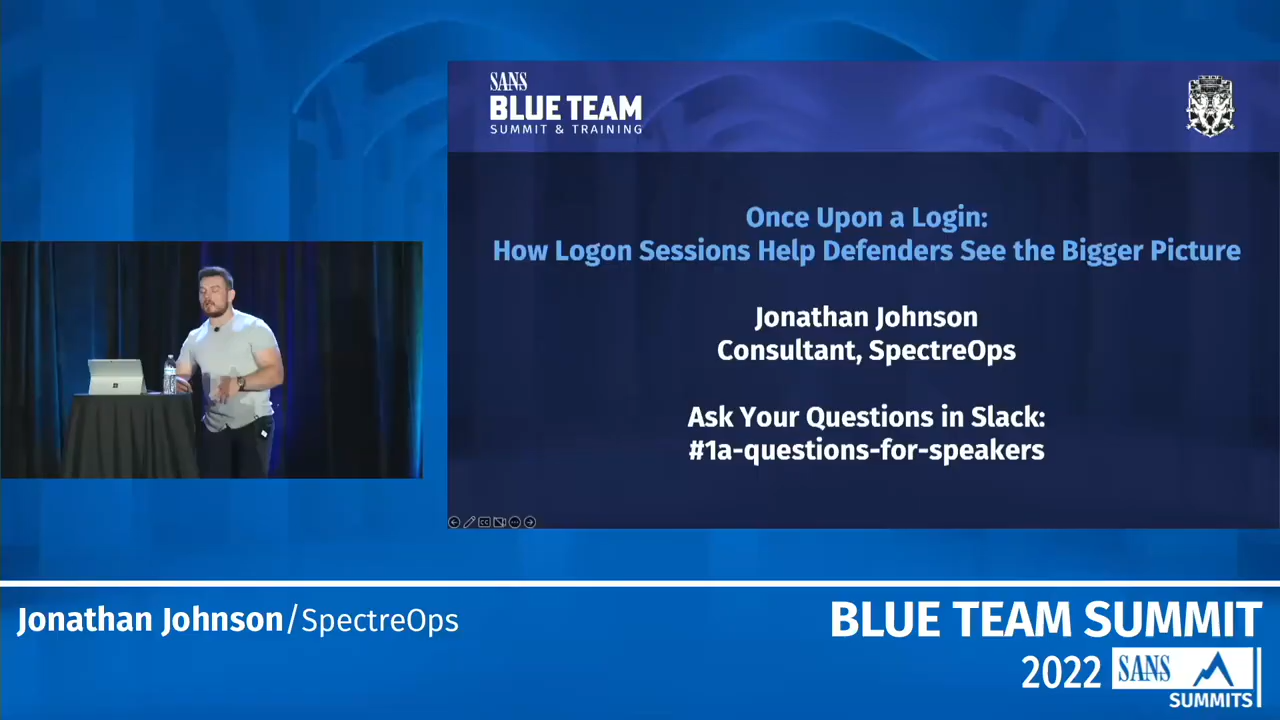 SANS
BLUE TEAM
SUMMIT & TRAINING
Once Upon a Login:
How Logon Sessions Help Defenders See the Bigger Picture
Jonathan Johnson
Consultant, SpectreOps
Ask Your Questions in Slack:
#1a-questions-for-speakers
CC
Jonathan Johnson/SpectreOps
BLUE TEAM SUMMIT
2022 SANS
SUMMITS